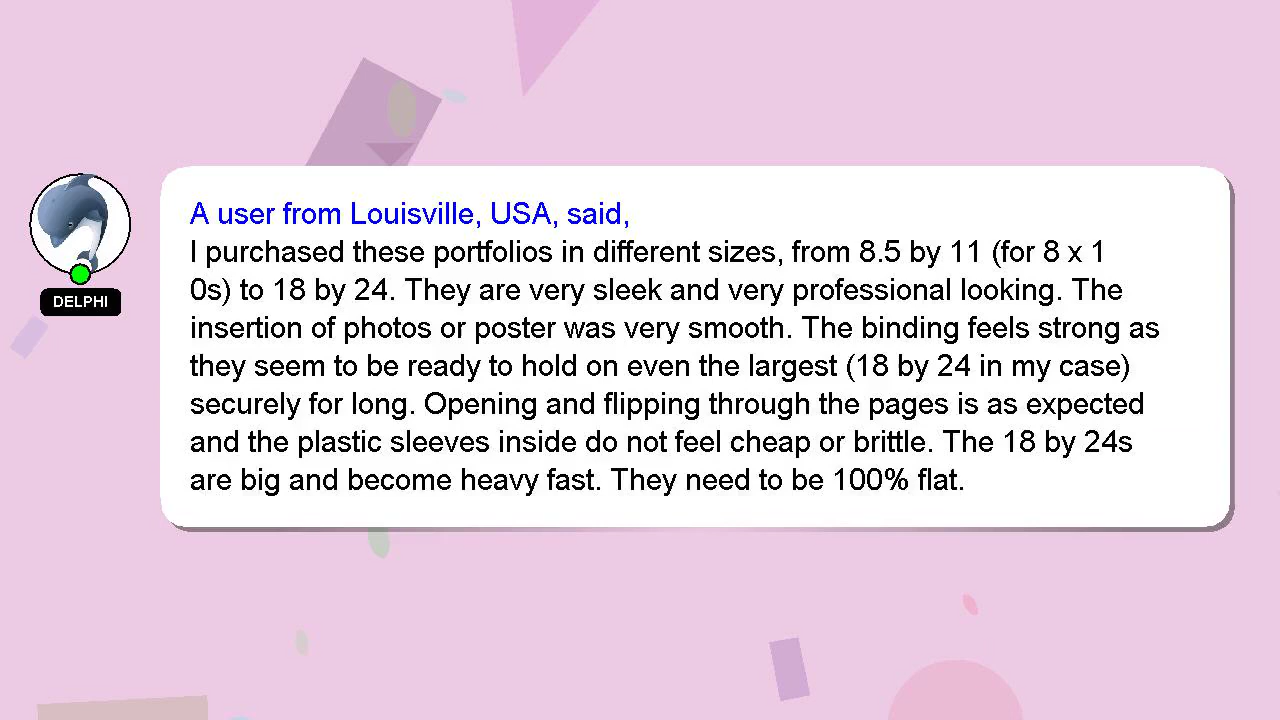 A user from Louisville, USA, said,
I purchased these portfolios in different sizes, from 8.5 by 11 (for 8 x 1
0s) to 18 by 24. They are very sleek and very professional looking. The
insertion of photos or poster was very smooth. The binding feels strong as
they seem to be ready to hold on even the largest (18 by 24 in my case)
securely for long. Opening and flipping through the pages is as expected
and the plastic sleeves inside do not feel cheap or brittle. The 18 by 24s
are big and become heavy fast. They need to be 100% flat.
DELPHI